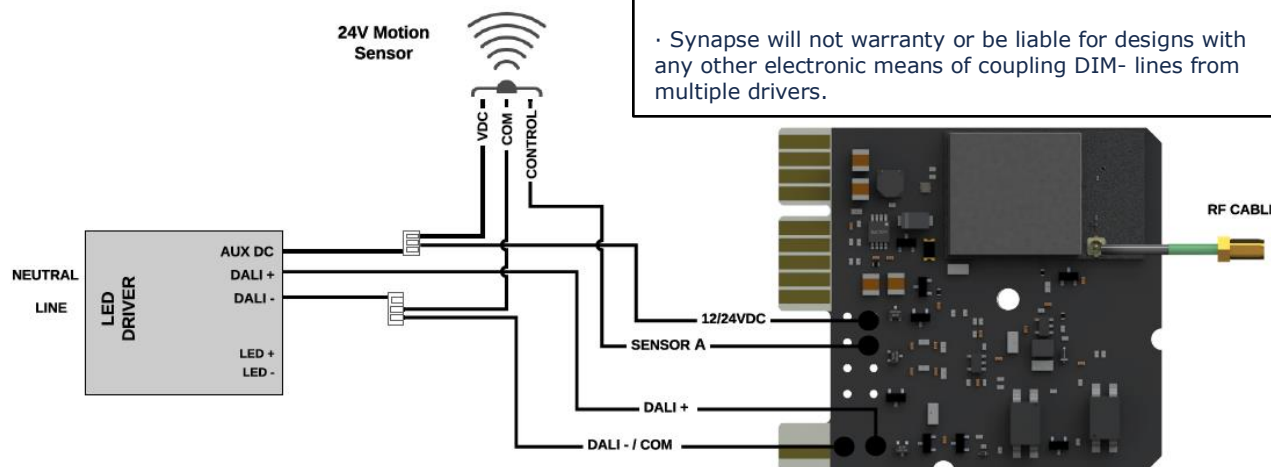 · Synapse will not warranty or be liable for designs with
any other electronic means of coupling DIM- lines from
multiple drivers.
24V Motion
Sensor
VDC
COM
CONTROL
RF CABLE
NEUTRAL
LINE
LED
DRIVER
AUX DC
DALI +
DALI -
LED +
LED -
12/24VDC
SENSOR A
DALI +
DALI - / COM